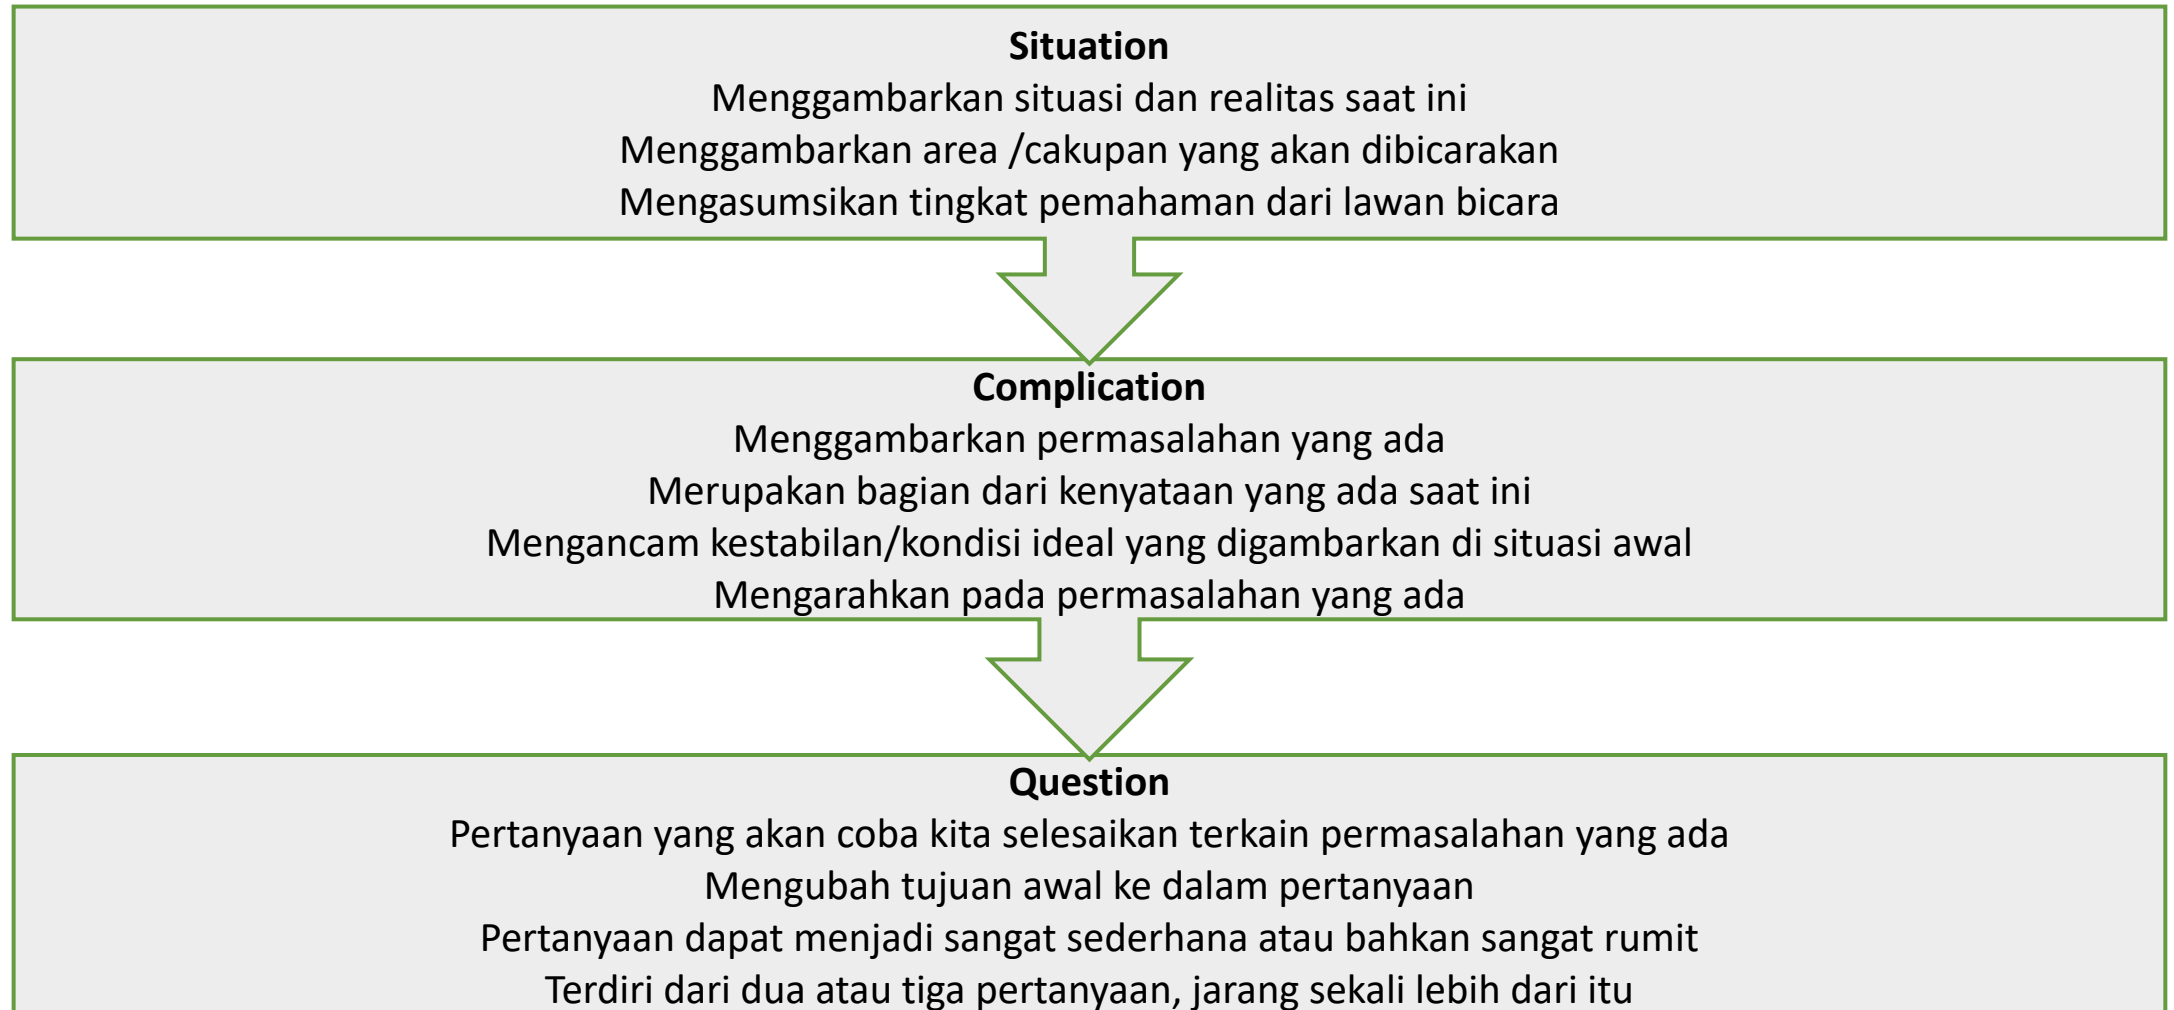 Situation
Menggambarkan situasi dan realitas saat ini
Menggambarkan area /cakupan yang akan dibicarakan
Mengasumsikan tingkat pemahaman dari lawan bicara
Complication
Menggambarkan permasalahan yang ada
Merupakan bagian dari kenyataan yang ada saat ini
Mengancam kestabilan/kondisi ideal yang digambarkan di situasi awal
Mengarahkan pada permasalahan yang ada
Question
Pertanyaan yang akan coba kita selesaikan terkain permasalahan yang ada
Mengubah tujuan awal ke dalam pertanyaan
Pertanyaan dapat menjadi sangat sederhana atau bahkan sangat rumit
Terdiri dari dua atau tiga pertanyaan, jarang sekali lebih dari itu